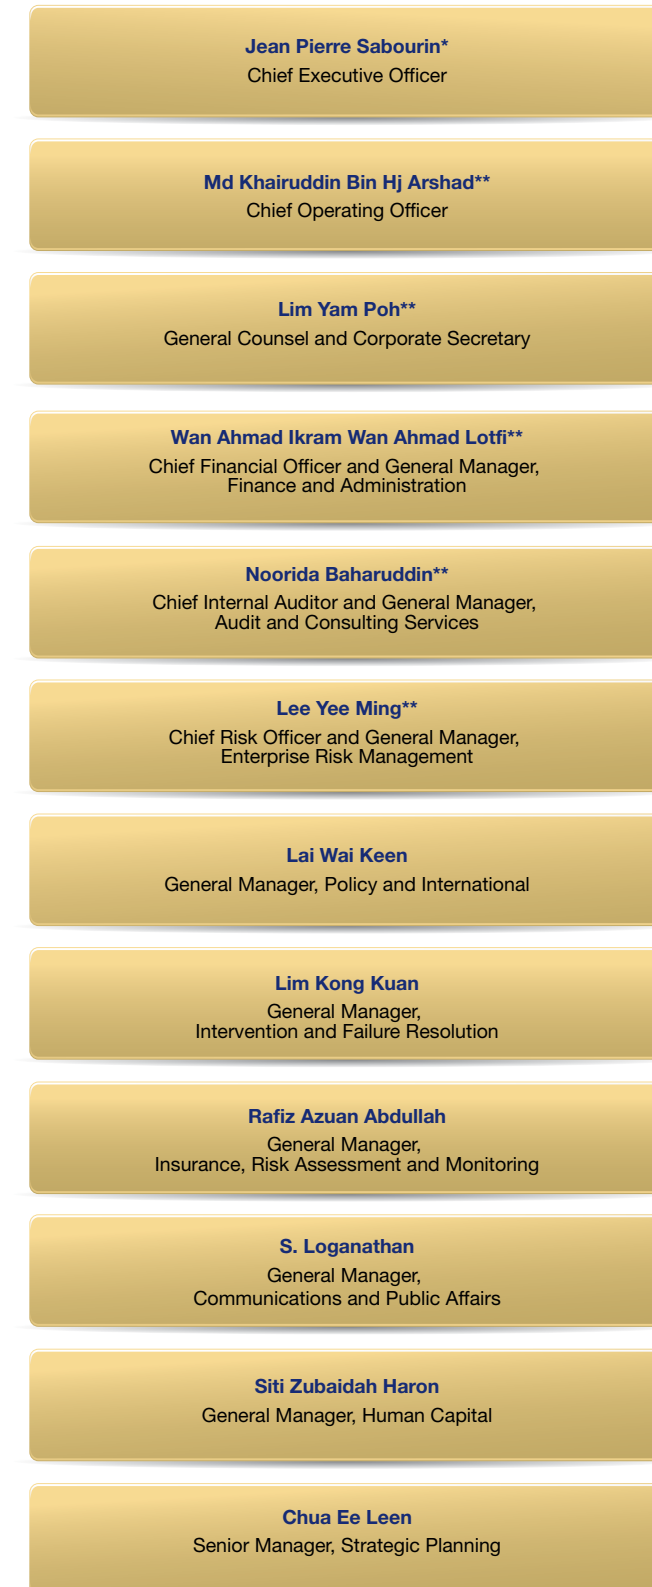 Jean Pierre Sabourin*
Chief Executive Officer
Md Khairuddin Bin Hj Arshad**
Chief Operating Officer
Lim Yam Poh**
General Counsel and Corporate Secretary
Wan Ahmad Ikram Wan Ahmad Lotfi**
Chief Financial Officer and General Manager,
Finance and Administration
Noorida Baharuddin**
Chief Internal Auditor and General Manager,
Audit and Consulting Services
Lee Yee Ming**
Chief Risk Officer and General Manager,
Enterprise Risk Management
Lai Wai Keen
General Manager, Policy and International
Lim Kong Kuan
General Manager,
Intervention and Failure Resolution
Rafiz Azuan Abdullah
General Manager,
Insurance, Risk Assessment and Monitoring
S. Loganathan
General Manager,
Communications and Public Affairs
Siti Zubaidah Haron
General Manager, Human Capital
Chua Ee Leen
Senior Manager, Strategic Planning